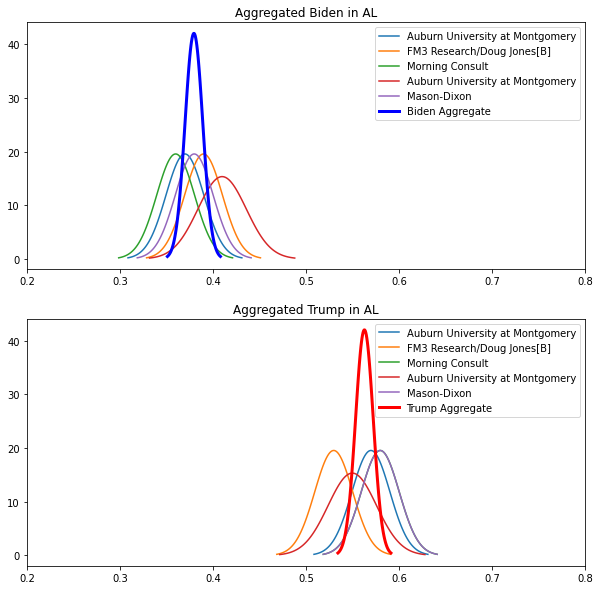 Aggregated Biden in AL
40
30
20
10
0
Auburn University at Montgomery
FM3 Research/Doug Jones[B]
Morning Consult
Auburn University at Montgomery
Mason-Dixon
Biden Aggregate
0.2 0.3 0.4 0.5 0.6 0.7 0.8
Aggregated Trump in AL
40
30
20
10
0
Auburn University at Montgomery
FM3 Research/Doug Jones[B]
Morning Consult
Auburn University at Montgomery
Mason-Dixon
Trump Aggregate
0.2 0.3 0.4 0.5 0.6 0.7 0.8